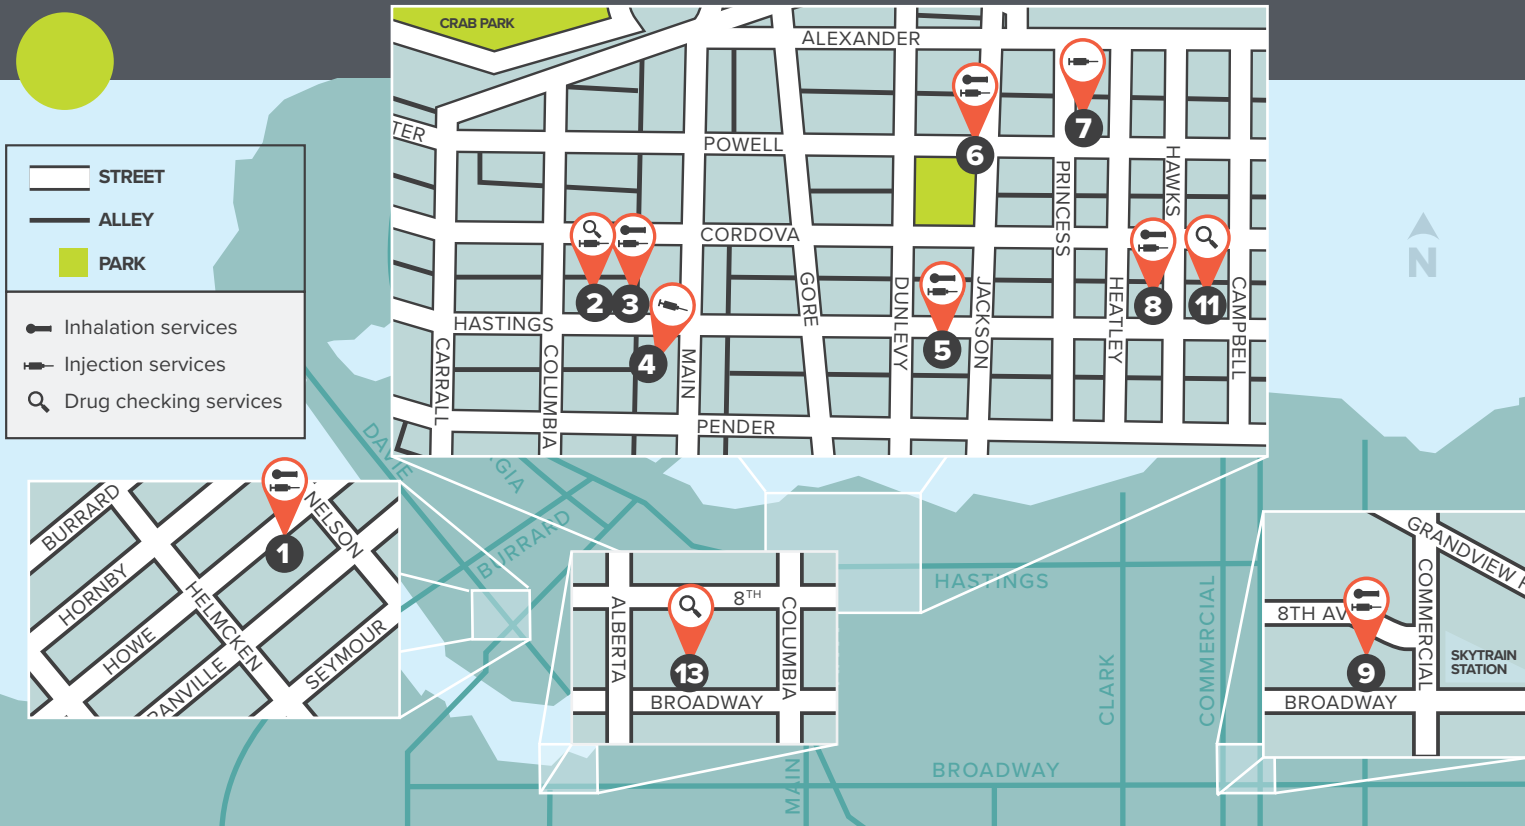 CRAB PARK
ALEXANDER
TER
POWELL
CORDOVA
HASTINGS
PENDER
CARRALL
COLUMBIA
MAIN
GORE
DUNLEVY
JACKSON
PRINCESS
HEATLEY
HAWKS
CAMPBELL
2
3
4
5
6
7
8
11
STREET
ALLEY
PARK
Inhalation services
Injection services
Drug checking services
N
DAVIE
GIA
BURRARD
HASTINGS
CLARK
COMMERCIAL
BROADWAY
MAIN
BURRARD
NELSON
HORNBY
HELMCKEN
HOWE
RANVILLE
SEYMOUR
1
8TH
ALBERTA
COLUMBIA
BROADWAY
13
GRANDVIEW
8TH AV
COMMERCIAL
SKYTRAIN
STATION
BROADWAY
9